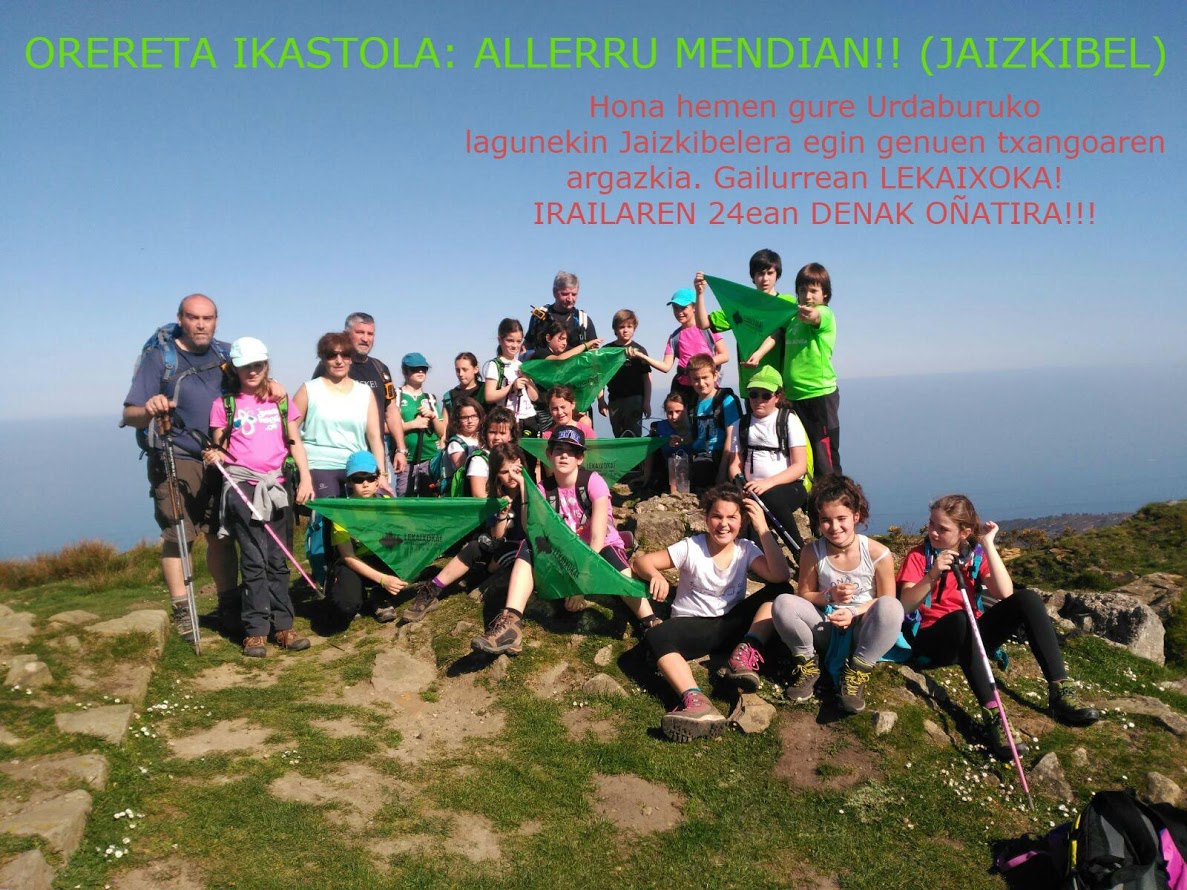 ORERETA IKASTOLA: ALLERRU MENDIAN!! (JAIZKIBEL)
Hona hemen gure Urdaburuko
lagunekin Jaizkibelera egin genuen txangoaren
argazkia. Gailurrean LEKAIXOKA!
IRAILAREN 24ean DENAK OÑATIRA!!!
LEKAIXOKA!